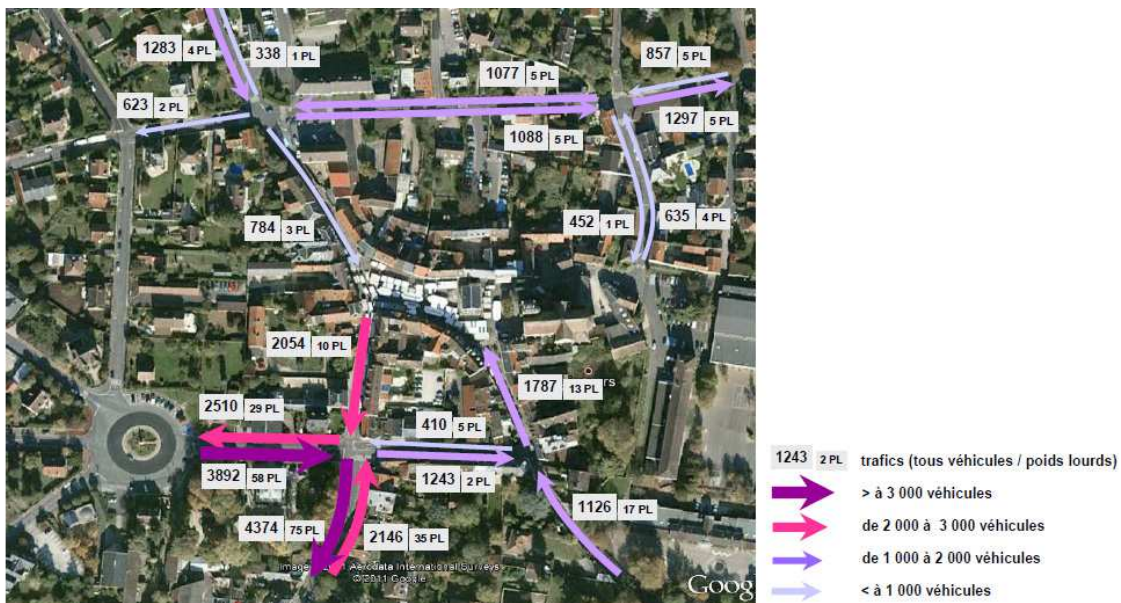 1283 4 PL
338 1 PL
857 5 PL
1077 5 PL
623 2 PL
1297 5 PL
1088 5 PL
784 3 PL
452 1 PL
635 4 PL
2054 10 PL
1787 13 PL
rs
2510 29 PL
410 5 PL
3892 58 PL
1243 2 PL
1126 17 PL
4374 75 PL
2146 35 PL
Aerodata International Surveys
©2011 Google
Goog
1243 2 PL trafics (tous véhicules / poids lourds)
> à 3 000 véhicules
de 2 000 à 3 000 véhicules
de 1 000 à 2 000 véhicules
< à 1 000 véhicules